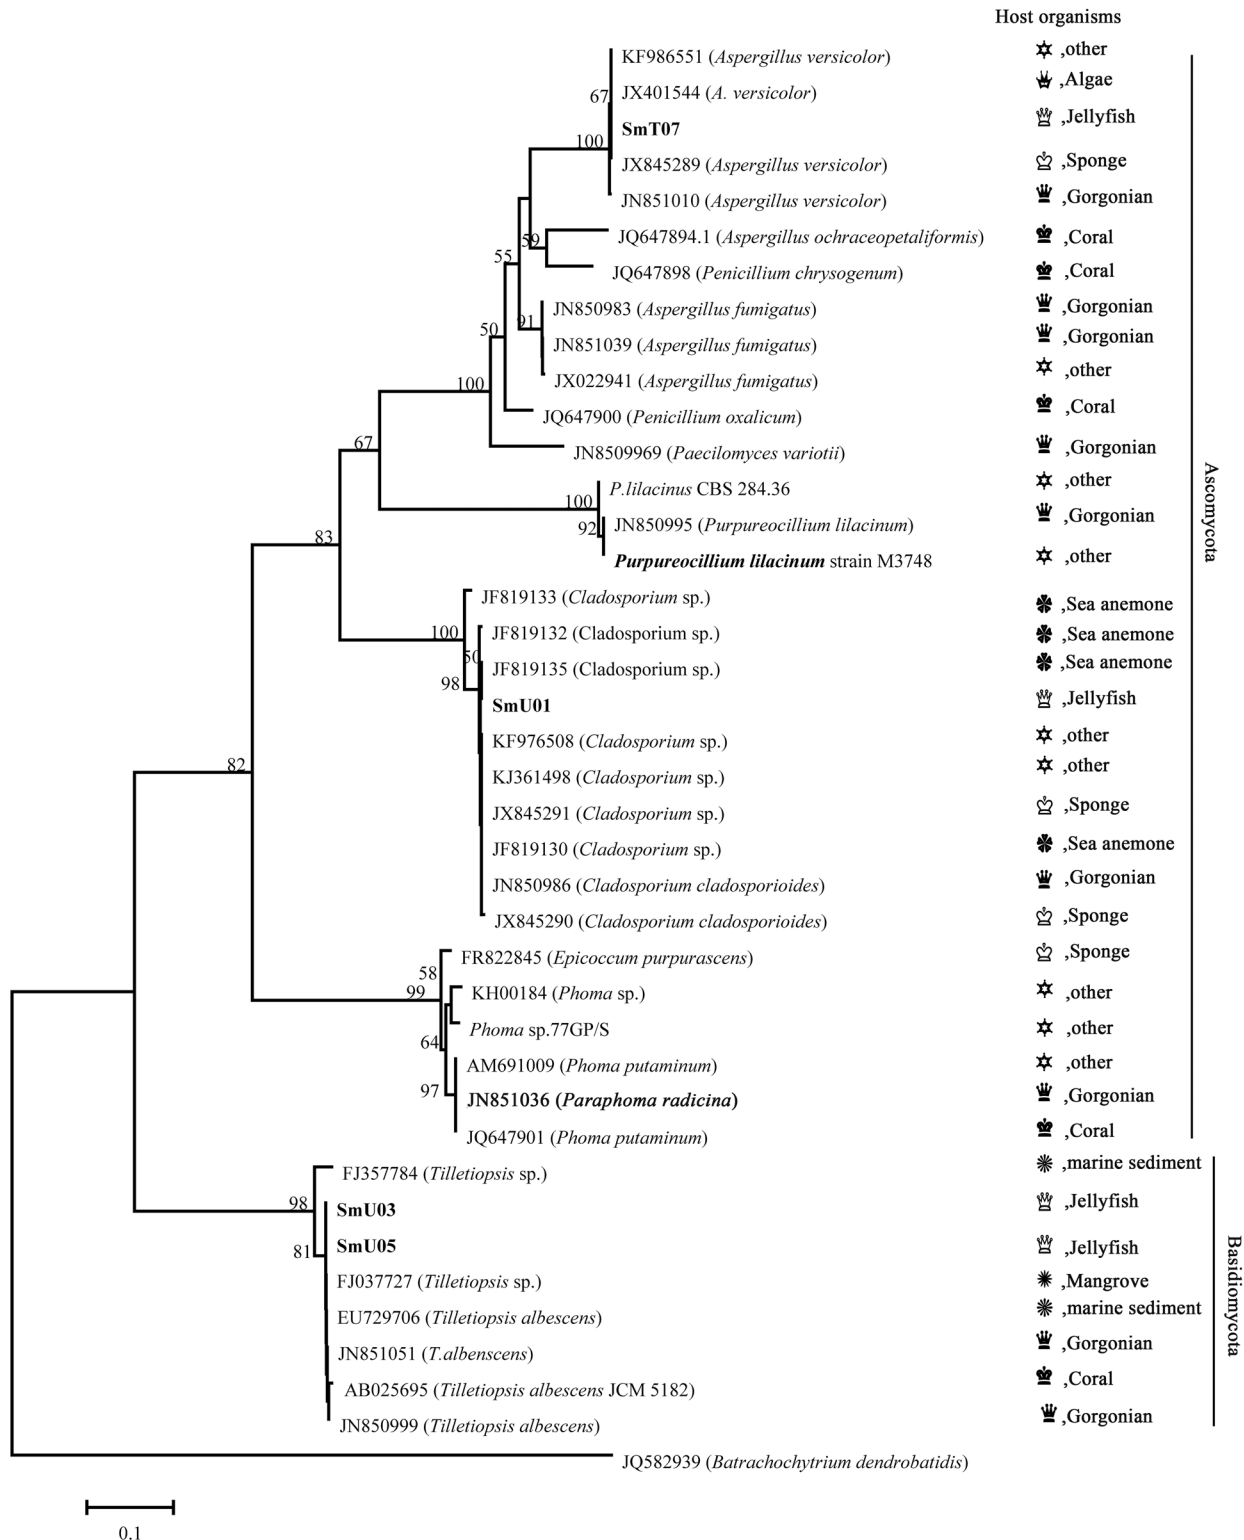 Host organisms
KF986551 (Aspergillus versicolor) ,other
67 JX401544 (A. versicolor) ,Algae
SmT07 ,Jellyfish
100
JX845289 (Aspergillus versicolor) ,Sponge
JN851010 (Aspergillus versicolor) ,Gorgonian
59 JQ647894.1 (Aspergillus ochraceopetaliformis) ,Coral
55
JQ647898 (Penicillium chrysogenum) ,Coral
JN850983 (Aspergillus fumigatus) ,Gorgonian
91
50 JN851039 (Aspergillus fumigatus) ,Gorgonian
JX022941 (Aspergillus fumigatus) ,other
100
JQ647900 (Penicillium oxalicum) ,Coral
67
JN8509969 (Paecilomyces variotii) ,Gorgonian
P.lilacinus CBS 284.36 ,other
100
92 JN850995 (Purpureocillium lilacinum) ,Gorgonian
83
Purpureocillium lilacinum strain M3748 ,other
Ascomycota
JF819133 (Cladosporium sp.) ,Sea anemone
100 JF819132 (Cladosporium sp.) ,Sea anemone
50
JF819135 (Cladosporium sp.) ,Sea anemone
98
SmU01 ,Jellyfish
KF976508 (Cladosporium sp.) ,other
82
KJ361498 (Cladosporium sp.) ,other
JX845291 (Cladosporium sp.) ,Sponge
JF819130 (Cladosporium sp.) ,Sea anemone
JN850986 (Cladosporium cladosporioides) ,Gorgonian
JX845290 (Cladosporium cladosporioides) ,Sponge
FR822845 (Epicoccum purpurascens) ,Sponge
58
99 KH00184 (Phoma sp.) ,other
Phoma sp.77GP/S ,other
64
AM691009 (Phoma putaminum) ,other
97
JN851036 (Paraphoma radicina) ,Gorgonian
JQ647901 (Phoma putaminum) ,Coral
FJ357784 (Tilletiopsis sp.) ,marine sediment
98 SmU03 ,Jellyfish
81 SmU05 ,Jellyfish
FJ037727 (Tilletiopsis sp.) ,Mangrove
EU729706 (Tilletiopsis albescens) ,marine sediment
Basidiomycota
JN851051 (T.albenscens) ,Gorgonian
AB025695 (Tilletiopsis albescens JCM 5182) ,Coral
JN850999 (Tilletiopsis albescens) ,Gorgonian
JQ582939 (Batrachochytrium dendrobatidis)
0.1